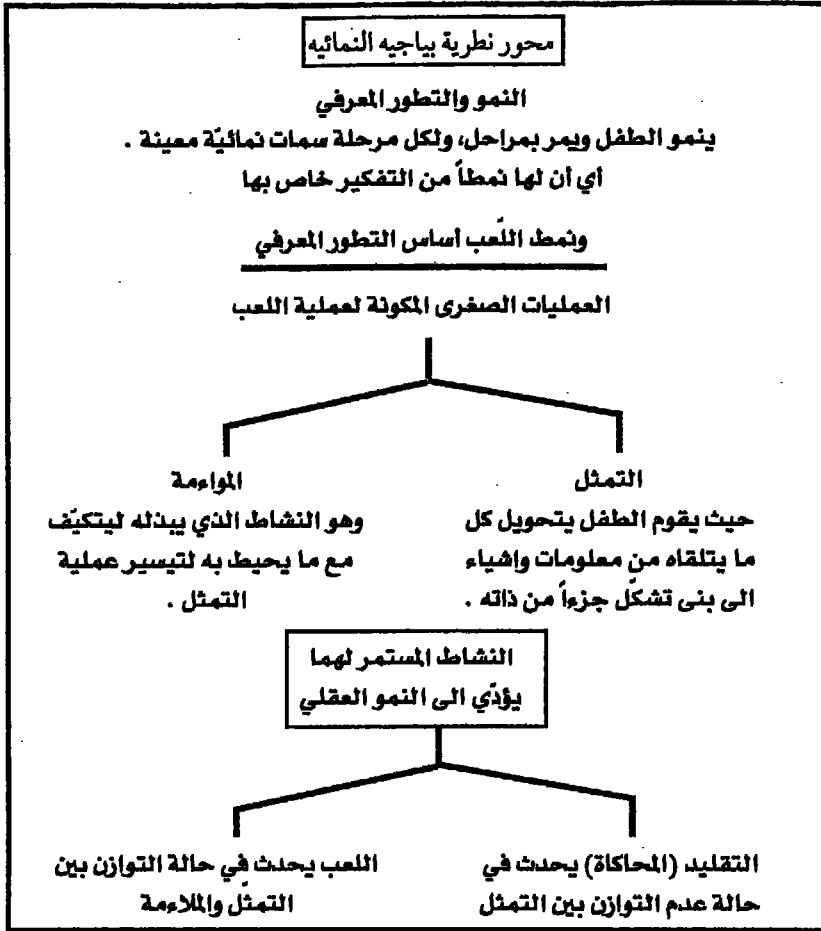 محور نطرية بياجيه النمائيه
النمو والتطور المعرفي
ينمو الطفل ويمر بمراحل، ولكل مرحلة سمات نمائيّة معينة .
أي أن لها نمطاً من التفكير خاص بها
ونمط اللّعب أساس التطور المعرفي
العمليات الصغرى المكونة لعملية اللعب
التمثل
حيث يقوم الطفل يتحويل كل
ما يتلقاه من معلومات واشياء
الى بنى تشكّل جزءاً من ذاته .
المواءمة
وهو النشاط الذي يبذله ليتكيّف
مع ما يحيط به لتيسير عملية
التمثل .
النشاط المستمر لهما
يؤدّي الى النمو العقلي
التقليد (المحاكاة) يحدث في
حالة عدم التوازن بين التمثل
اللعب يحدث في حالة التوازن بين
التمثّل والملاءمة